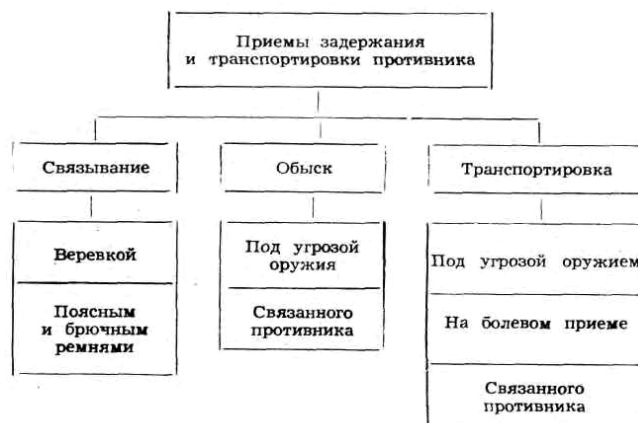 Приемы задержания
и транспортировки противника
Связывание
Обыск
Транспортировка
Веревкой
Поясным
и брючным
ремнями
Под угрозой
оружия
Связанного
противника
Под угрозой оружием
На болевом приеме
Связанного
противника